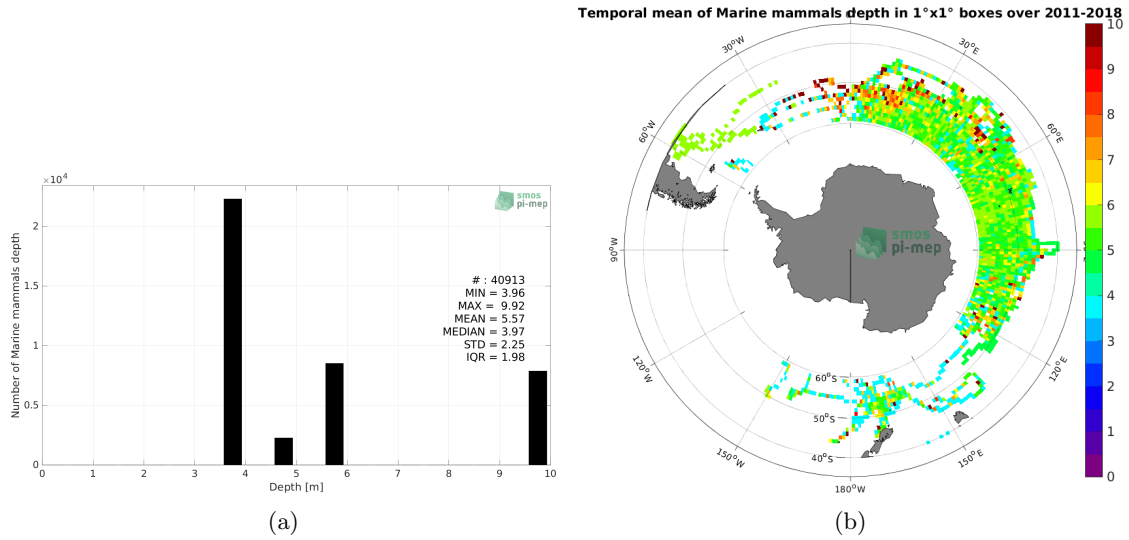 ×10⁴
2
1.5
1
0.5
0
Number of Marine mammals depth
smos
pi-mep
# : 40913
MIN = 3.96
MAX = 9.92
MEAN = 5.57
MEDIAN = 3.97
STD = 2.25
IQR = 1.98
0 1 2 3 4 5 6 7 8 9 10
Depth [m]
(a)
Temporal mean of Marine mammals depth in 1°x1° boxes over 2011-2018
30°W
30°E
60°W
60°E
90°W
120°W
120°E
150°W
150°E
180°W
60°S
50°S
40°S
smos
pi-mep
10
9
8
7
6
5
4
3
2
1
0
(b)